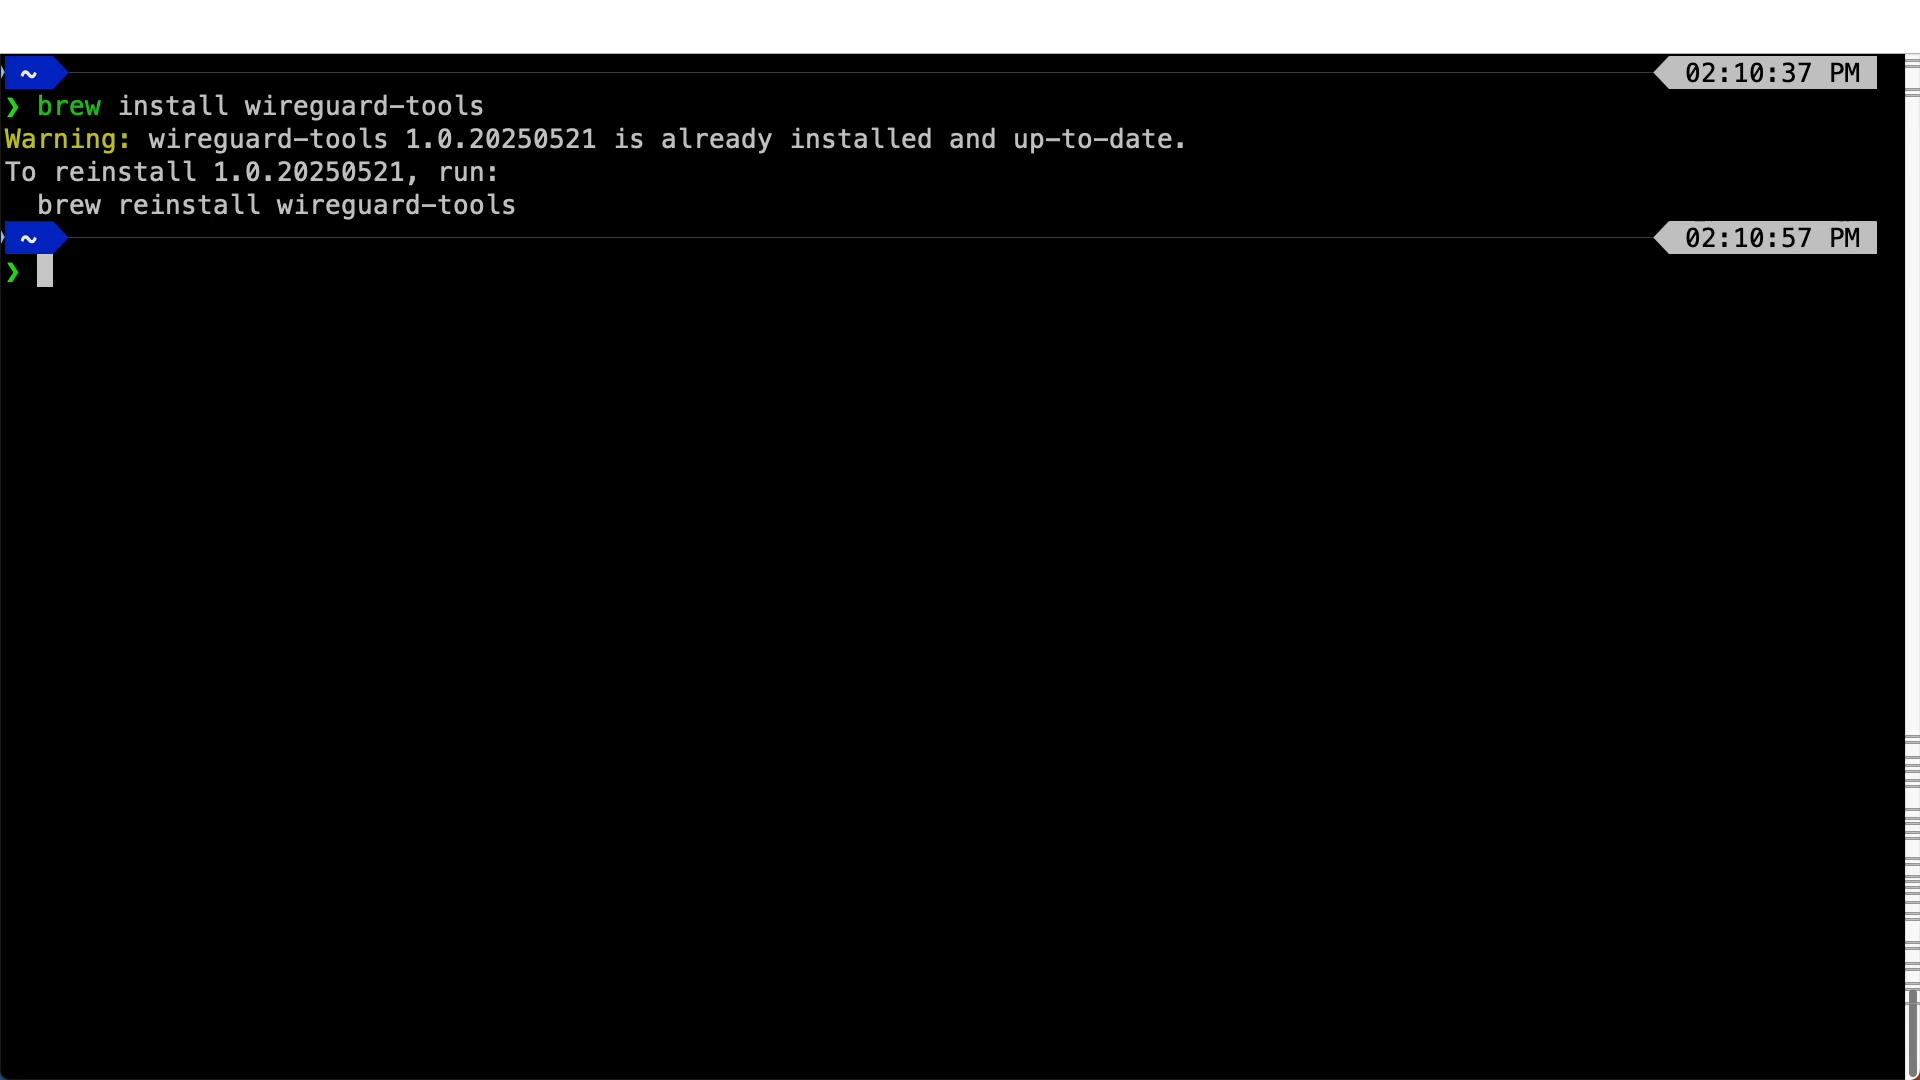 ~ 02:10:37 PM
❯ brew install wireguard-tools
Warning: wireguard-tools 1.0.20250521 is already installed and up-to-date.
To reinstall 1.0.20250521, run:
  brew reinstall wireguard-tools
~ 02:10:57 PM
❯